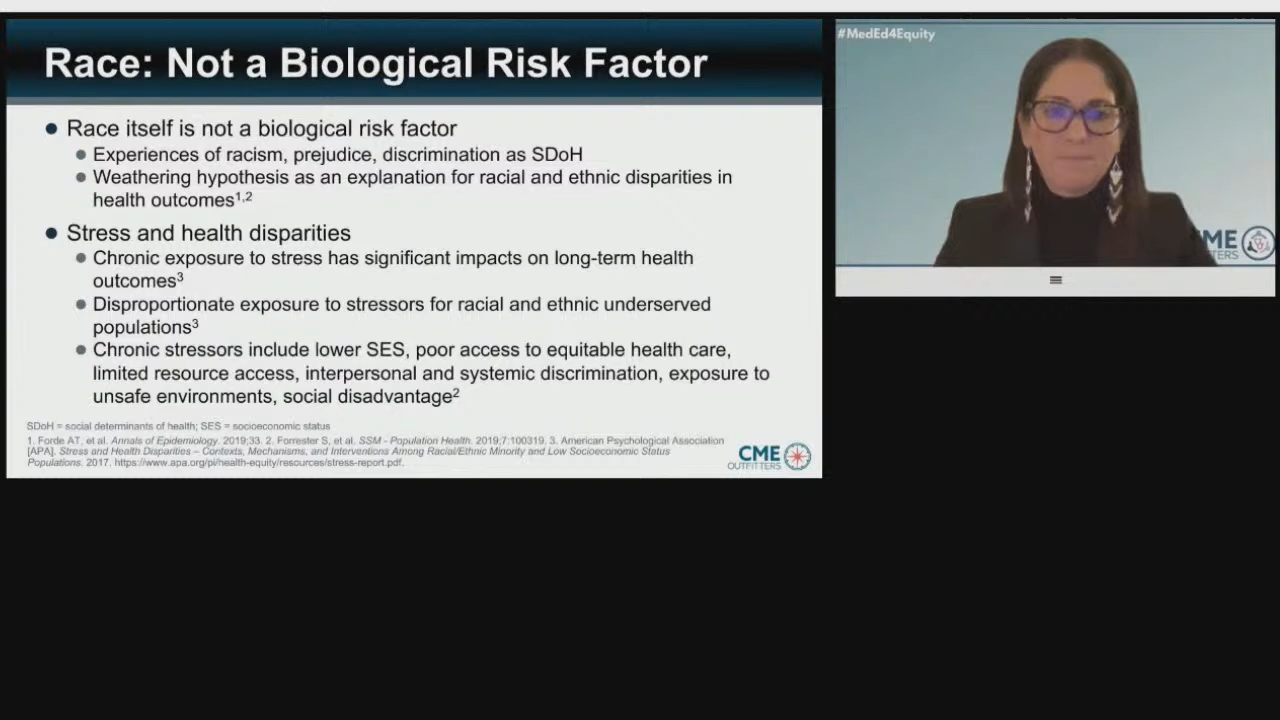 Race: Not a Biological Risk Factor
● Race itself is not a biological risk factor
● Experiences of racism, prejudice, discrimination as SDoH
● Weathering hypothesis as an explanation for racial and ethnic disparities in
health outcomes1,2
● Stress and health disparities
● Chronic exposure to stress has significant impacts on long-term health
outcomes3
● Disproportionate exposure to stressors for racial and ethnic underserved
populations3
● Chronic stressors include lower SES, poor access to equitable health care,
limited resource access, interpersonal and systemic discrimination, exposure to
unsafe environments, social disadvantage2
SDoH = social determinants of health; SES = socioeconomic status
1. Forde AT, et al. Annals of Epidemiology. 2019;33. 2. Forrester S, et al. SSM - Population Health. 2019;7:100319. 3. American Psychological Association
[APA]. Stress and Health Disparities – Contexts, Mechanisms, and Interventions Among Racial/Ethnic Minority and Low Socioeconomic Status
Populations. 2017. https://www.apa.org/pi/health-equity/resources/stress-report.pdf.
CME
OUTFITTERS
#MedEd4Equity
ME
TERS